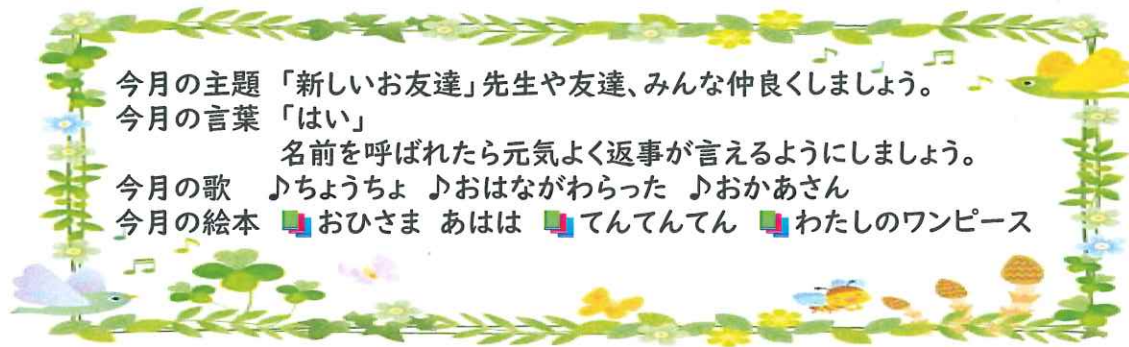 今月の主題 「新しいお友達」先生や友達、みんな仲良くしましょう。
今月の言葉 「はい」
名前を呼ばれたら元気よく返事が言えるようにしましょう。
今月の歌 ♪ちょうちょ ♪おはながわらった ♪おかあさん
今月の絵本 おひさま あはは てんてんてん わたしのワンピース